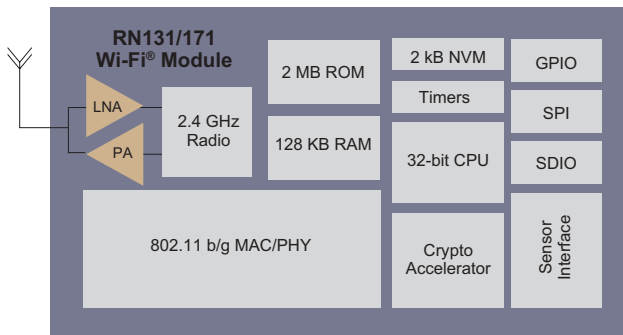 RN131/171
Wi-Fi® Module
LNA
PA
2.4 GHz
Radio
2 MB ROM
128 KB RAM
802.11 b/g MAC/PHY
2 kB NVM
Timers
32-bit CPU
Crypto
Accelerator
GPIO
SPI
SDIO
Sensor
Interface